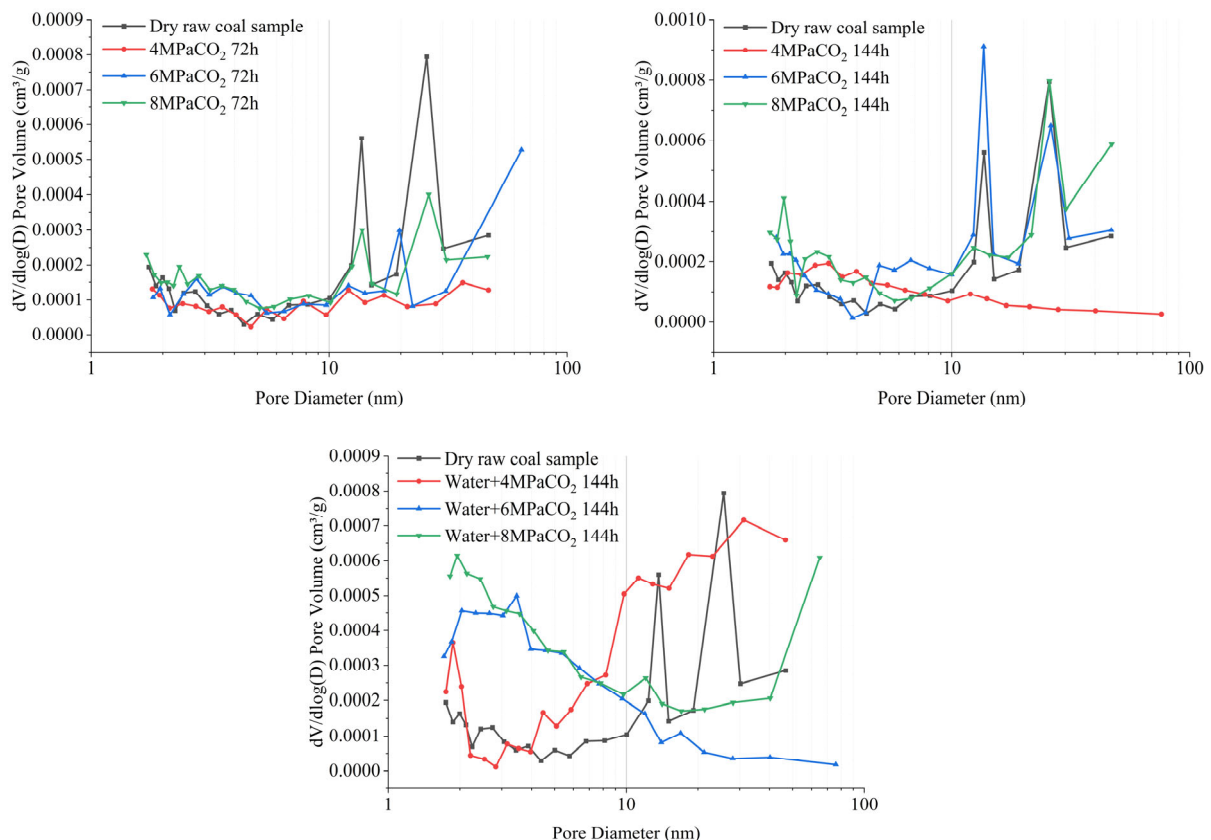 0.0009
0.0008
0.0007
0.0006
0.0005
0.0004
0.0003
0.0002
0.0001
0.0000
dV/dlog(D) Pore Volume (cm³/g)
Dry raw coal sample
4MPaCO₂ 72h
6MPaCO₂ 72h
8MPaCO₂ 72h
1
10
100
Pore Diameter (nm)
0.0010
0.0008
0.0006
0.0004
0.0002
0.0000
dV/dlog(D) Pore Volume (cm³/g)
Dry raw coal sample
4MPaCO₂ 144h
6MPaCO₂ 144h
8MPaCO₂ 144h
1
10
100
Pore Diameter (nm)
0.0009
0.0008
0.0007
0.0006
0.0005
0.0004
0.0003
0.0002
0.0001
0.0000
dV/dlog(D) Pore Volume (cm³/g)
Dry raw coal sample
Water+4MPaCO₂ 144h
Water+6MPaCO₂ 144h
Water+8MPaCO₂ 144h
1
10
100
Pore Diameter (nm)